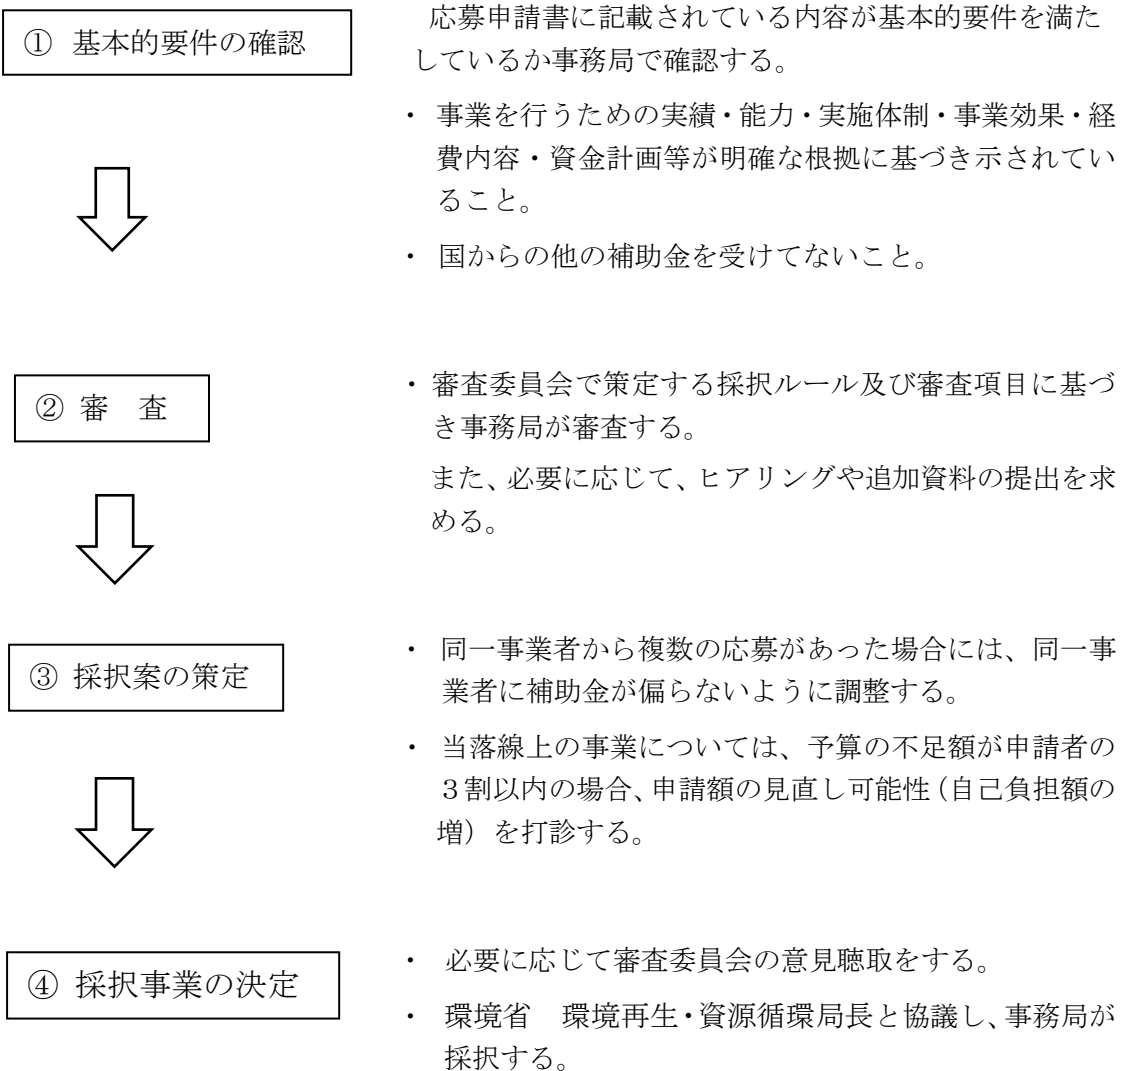 ① 基本的要件の確認
応募申請書に記載されている内容が基本的要件を満た
しているか事務局で確認する。
・ 事業を行うための実績・能力・実施体制・事業効果・経
費内容・資金計画等が明確な根拠に基づき示されてい
ること。
・ 国からの他の補助金を受けてないこと。
② 審　査
・ 審査委員会で策定する採択ルール及び審査項目に基づ
き事務局が審査する。
また、必要に応じて、ヒアリングや追加資料の提出を求
める。
③ 採択案の策定
・ 同一事業者から複数の応募があった場合には、同一事
業者に補助金が偏らないように調整する。
・ 当落線上の事業については、予算の不足額が申請者の
３割以内の場合、申請額の見直し可能性（自己負担額の
増）を打診する。
④ 採択事業の決定
・ 必要に応じて審査委員会の意見聴取をする。
・ 環境省　環境再生・資源循環局長と協議し、事務局が
採択する。